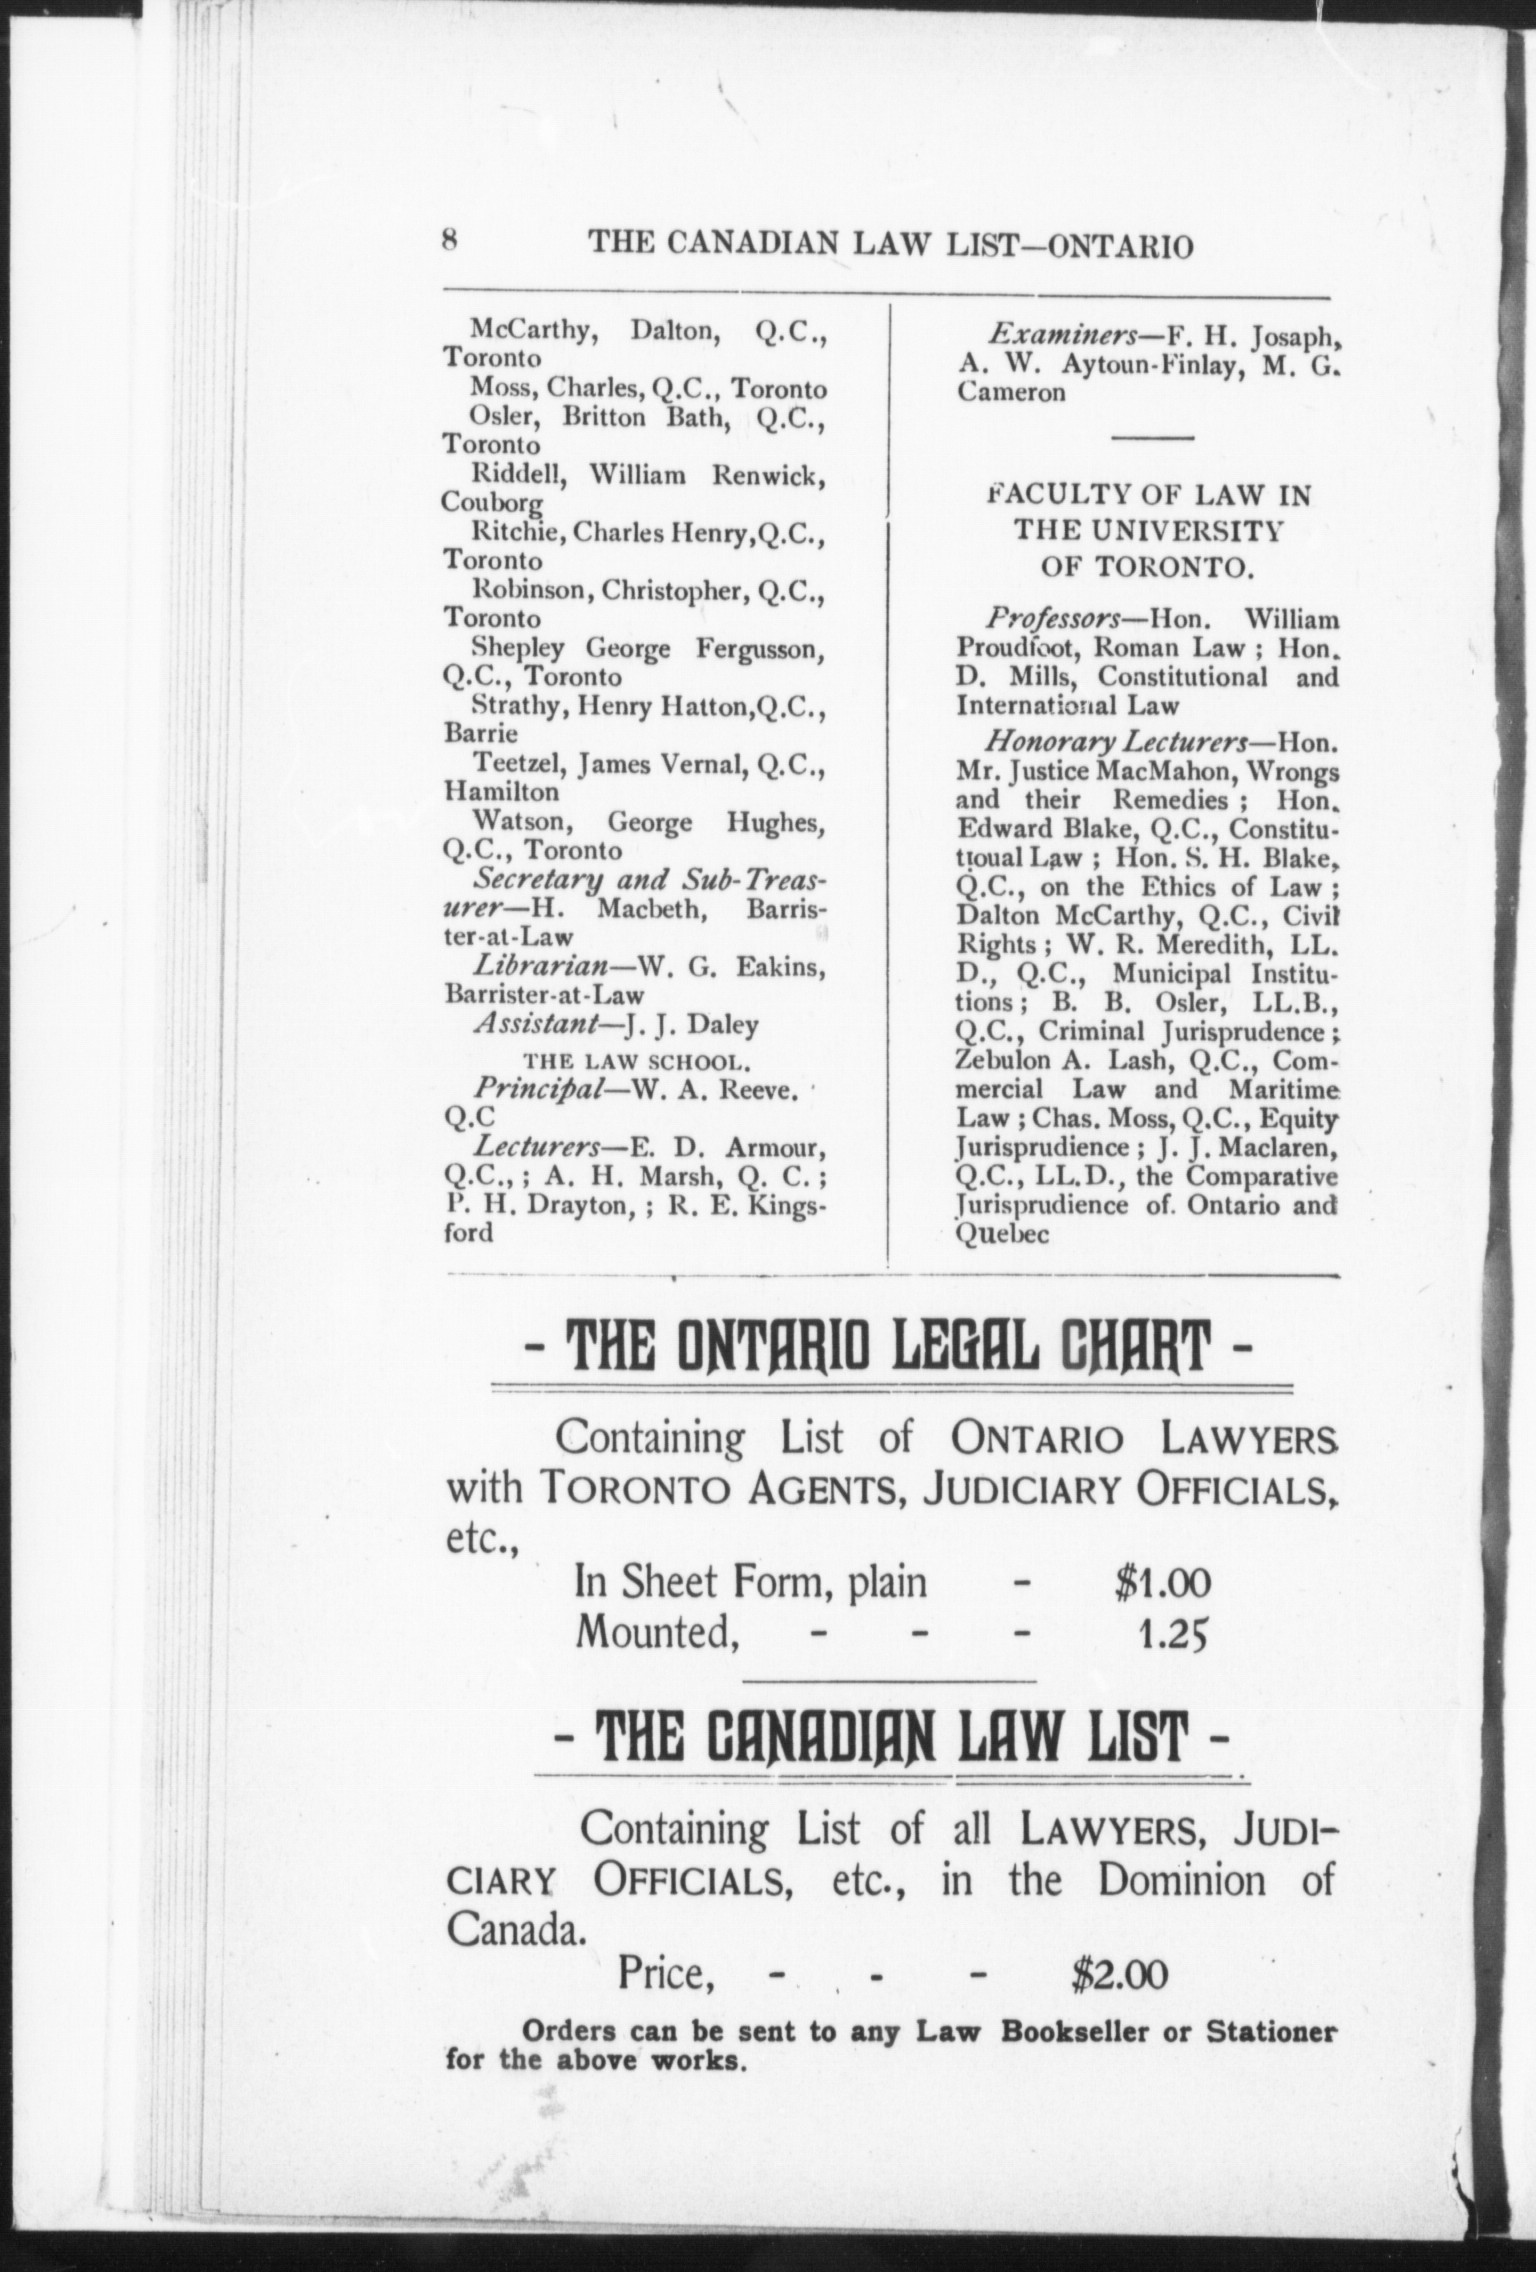 8 THE CANADIAN LAW LIST—ONTARIO
McCarthy, Dalton, Q.C.,
Toronto
Moss, Charles, Q.C., Toronto
Osler, Britton Bath, Q.C.,
Toronto
Riddell, William Renwick,
Couborg
Ritchie, Charles Henry,Q.C.,
Toronto
Robinson, Christopher, Q.C.,
Toronto
Shepley George Fergusson,
Q.C., Toronto
Strathy, Henry Hatton,Q.C.,
Barrie
Teetzel, James Vernal, Q.C.,
Hamilton
Watson, George Hughes,
Q.C., Toronto
Secretary and Sub-Treas-
urer—H. Macbeth, Barris-
ter-at-Law
Librarian—W. G. Eakins,
Barrister-at-Law
Assistant—J. J. Daley
THE LAW SCHOOL.
Principal—W. A. Reeve.
Q.C
Lecturers—E. D. Armour,
Q.C.,; A. H. Marsh, Q. C.;
P. H. Drayton, ; R. E. Kings-
ford
Examiners—F. H. Josaph,
A. W. Aytoun-Finlay, M. G.
Cameron
FACULTY OF LAW IN
THE UNIVERSITY
OF TORONTO.
Professors—Hon. William
Proudfoot, Roman Law ; Hon.
D. Mills, Constitutional and
International Law
Honorary Lecturers—Hon.
Mr. Justice MacMahon, Wrongs
and their Remedies ; Hon.
Edward Blake, Q.C., Constitu-
tioual Law ; Hon. S. H. Blake,
Q.C., on the Ethics of Law ;
Dalton McCarthy, Q.C., Civil
Rights ; W. R. Meredith, LL.
D., Q.C., Municipal Institu-
tions ; B. B. Osler, LL.B.,
Q.C., Criminal Jurisprudence ;
Zebulon A. Lash, Q.C., Com-
mercial Law and Maritime
Law ; Chas. Moss, Q.C., Equity
Jurisprudience ; J. J. Maclaren,
Q.C., LL.D., the Comparative
Jurisprudience of. Ontario and
Quebec
- THE ONTARIO LEGAL CHART -
Containing List of ONTARIO LAWYERS
with TORONTO AGENTS, JUDICIARY OFFICIALS,
etc.,
In Sheet Form, plain - $1.00
Mounted, - - - 1.25
- THE CANADIAN LAW LIST -
Containing List of all LAWYERS, JUDI-
CIARY OFFICIALS, etc., in the Dominion of
Canada.
Price, - - - $2.00
Orders can be sent to any Law Bookseller or Stationer
for the above works.